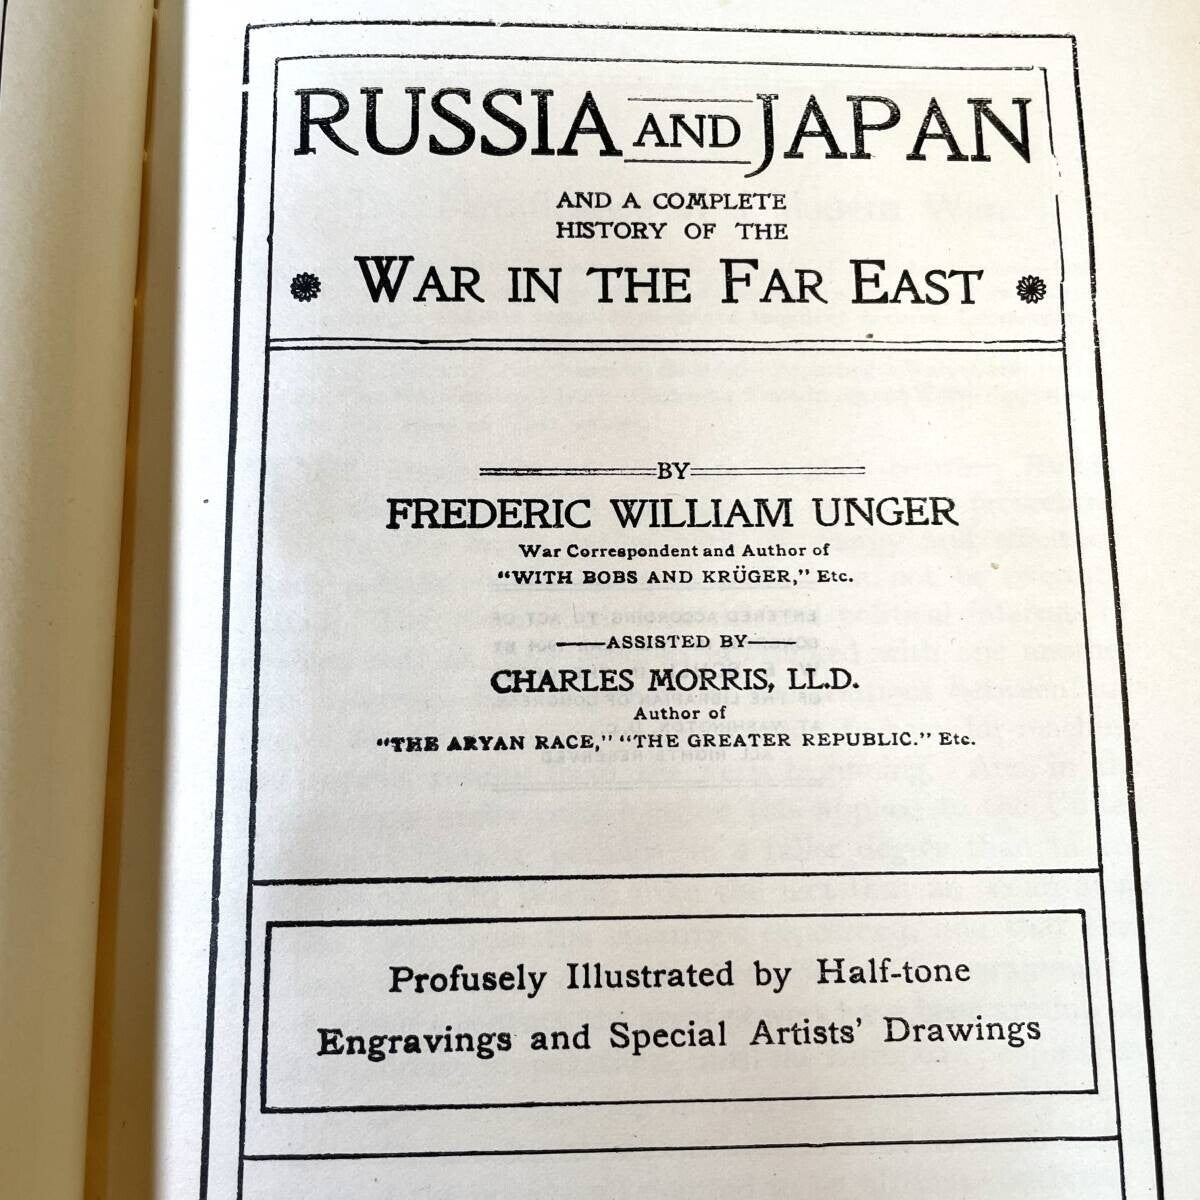 RUSSIA AND JAPAN
AND A COMPLETE
HISTORY OF THE
WAR IN THE FAR EAST
BY
FREDERIC WILLIAM UNGER
War Correspondent and Author of
"WITH BOBS AND KRÜGER," Etc.
ASSISTED BY
CHARLES MORRIS, LL.D.
Author of
"THE ARYAN RACE," "THE GREATER REPUBLIC." Etc.
Profusely Illustrated by Half-tone
Engravings and Special Artists' Drawings